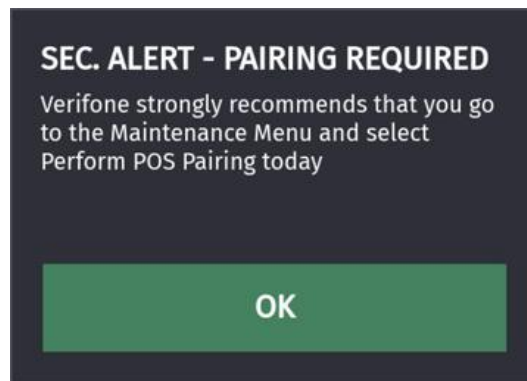 SEC. ALERT - PAIRING REQUIRED
Verifone strongly recommends that you go
to the Maintenance Menu and select
Perform POS Pairing today
OK